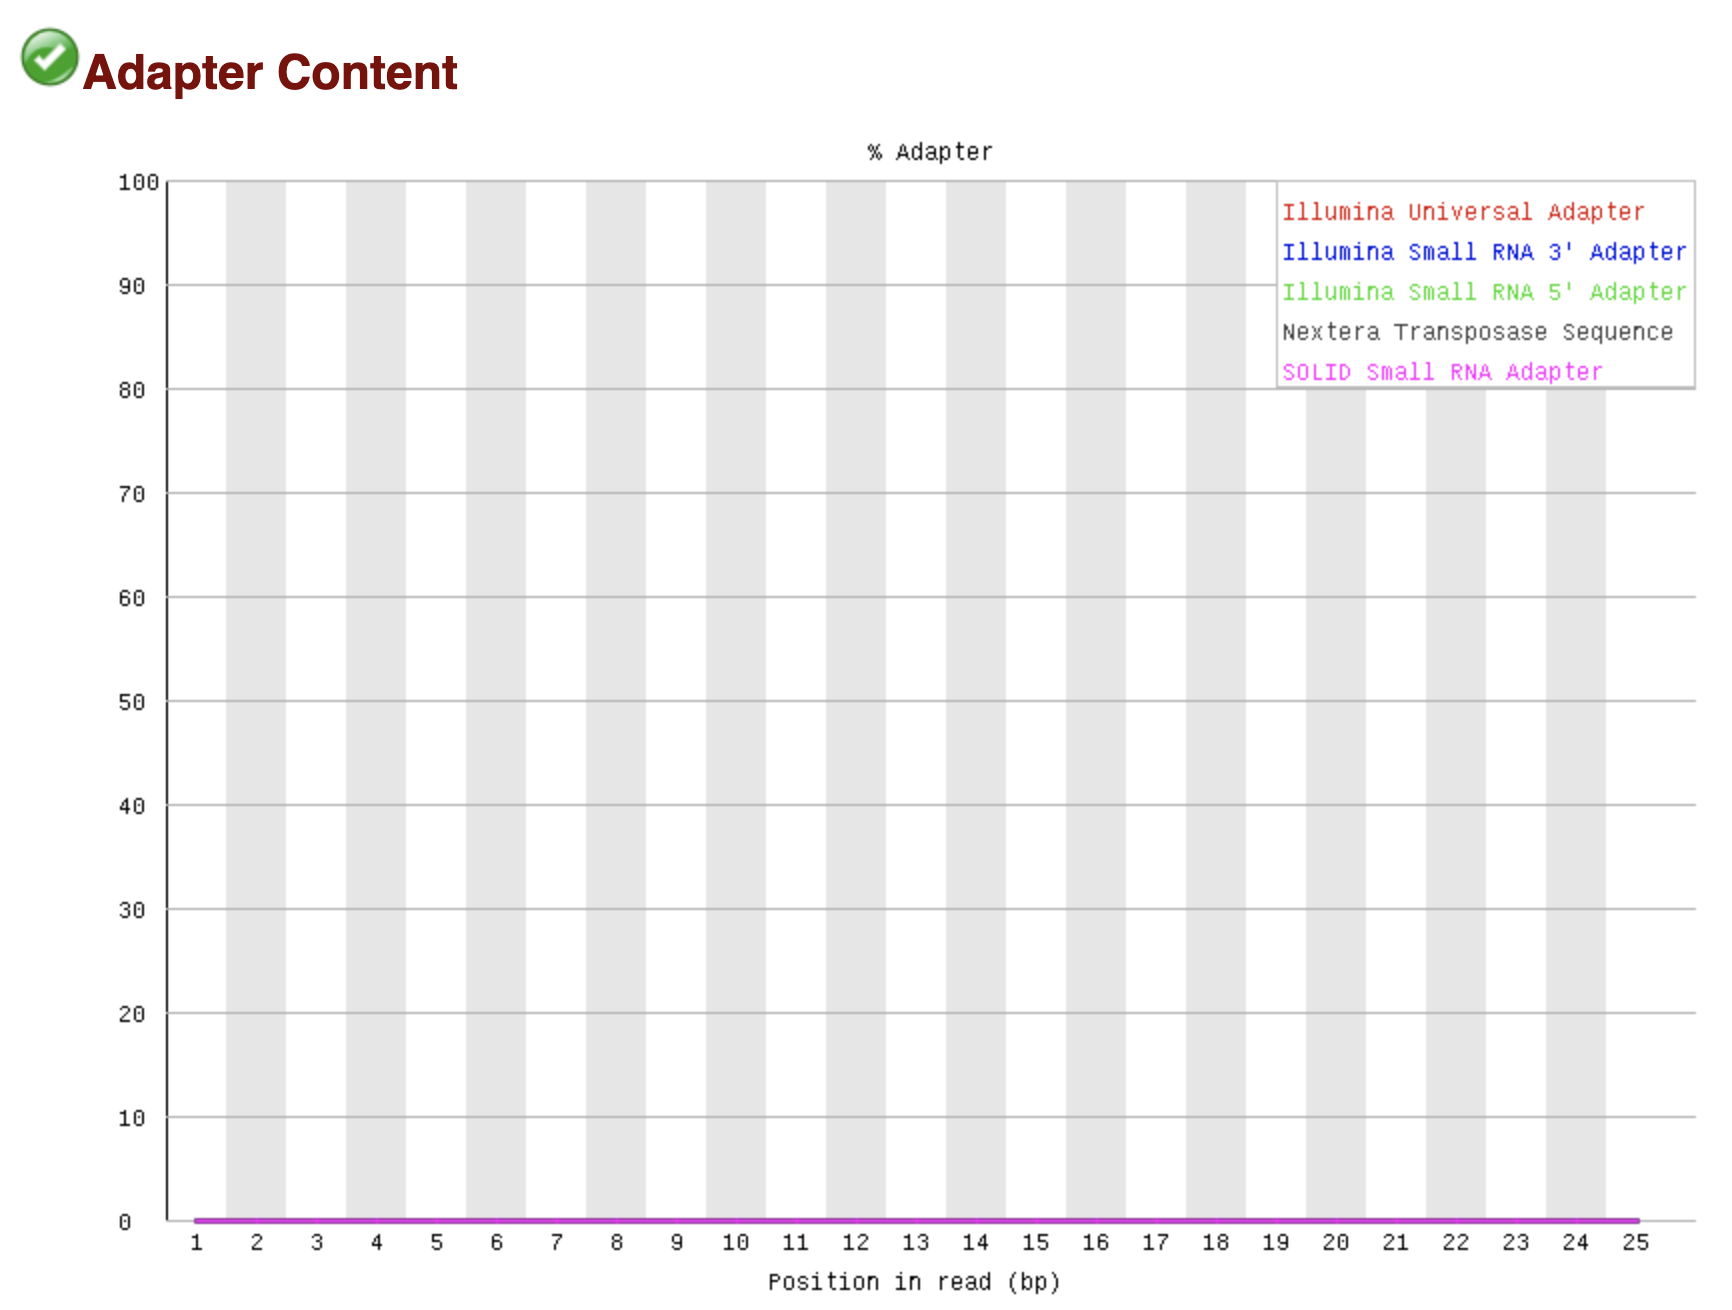 Adapter Content
% Adapter
100
Illumina Universal Adapter
Illumina Small RNA 3' Adapter
90
Illumina Small RNA 5' Adapter
Nextera Transposase Sequence
SOLID Small RNA Adapter
80
70
60
50
40
30
20
10
0
1 2 3 4 5 6 7 8 9 10 11 12 13 14 15 16 17 18 19 20 21 22 23 24 25
Position in read (bp)